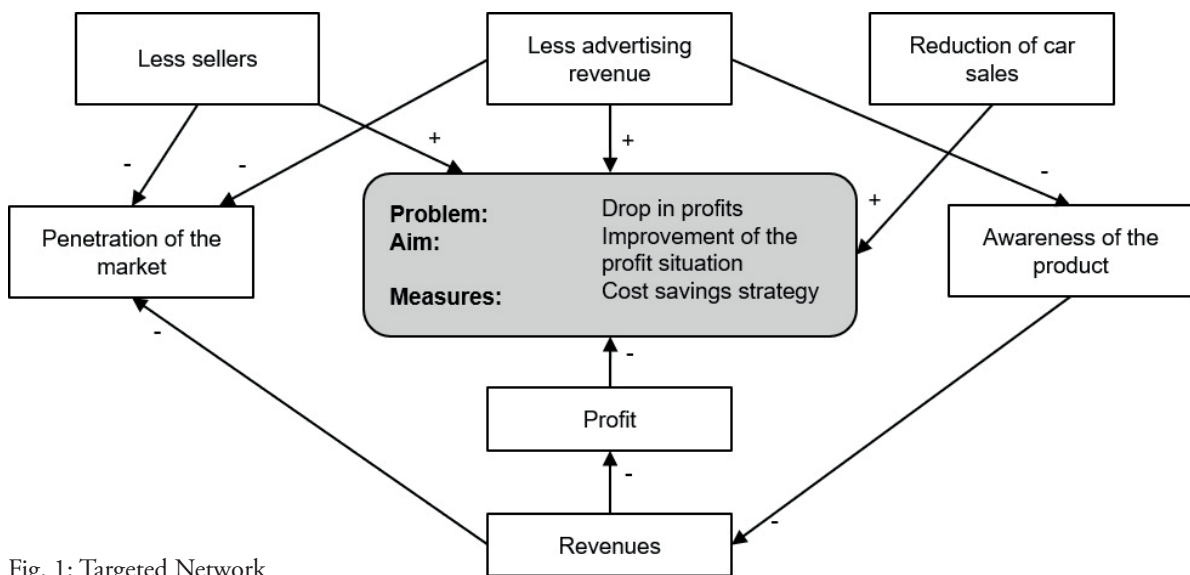 Less sellers
Less advertising
revenue
Reduction of car
sales
-
+
-
+
-
+
Penetration of the
market
Problem:
Drop in profits
Aim:
Improvement of the
profit situation
Measures:
Cost savings strategy
Awareness of the
product
-
-
Profit
-
-
Revenues
Fig. 1: Targeted Network